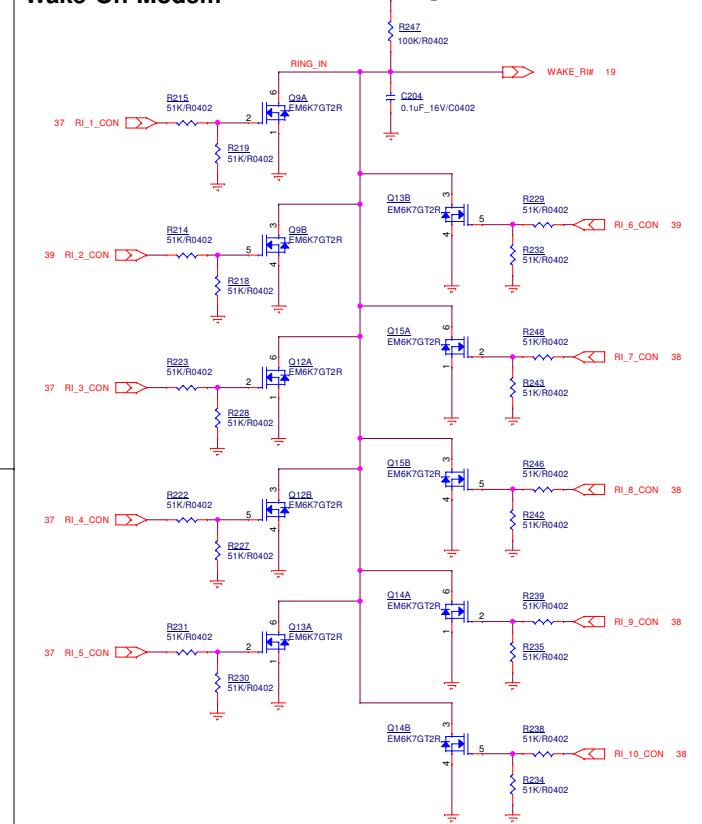 Wake On Modem
R247
100K/R0402
RING_IN
WAKE_RI# 19
C204
0.1uF_16V/C0402
R215
51K/R0402
Q9A
EM6K7GT2R
6
2
1
37 RI_1_CON
R219
51K/R0402
Q13B
EM6K7GT2R
3
5
4
R229
51K/R0402
RI_6_CON 39
R232
51K/R0402
R214
51K/R0402
Q9B
EM6K7GT2R
3
5
4
39 RI_2_CON
R218
51K/R0402
Q15A
EM6K7GT2R
6
2
1
R248
51K/R0402
RI_7_CON 38
R243
51K/R0402
R223
51K/R0402
Q12A
EM6K7GT2R
6
2
1
37 RI_3_CON
R228
51K/R0402
Q15B
EM6K7GT2R
3
5
4
R246
51K/R0402
RI_8_CON 38
R242
51K/R0402
R222
51K/R0402
Q12B
EM6K7GT2R
3
5
4
37 RI_4_CON
R227
51K/R0402
Q14A
EM6K7GT2R
6
2
1
R239
51K/R0402
RI_9_CON 38
R235
51K/R0402
R231
51K/R0402
Q13A
EM6K7GT2R
6
2
1
37 RI_5_CON
R230
51K/R0402
Q14B
EM6K7GT2R
3
5
4
R238
51K/R0402
RI_10_CON 38
R234
51K/R0402